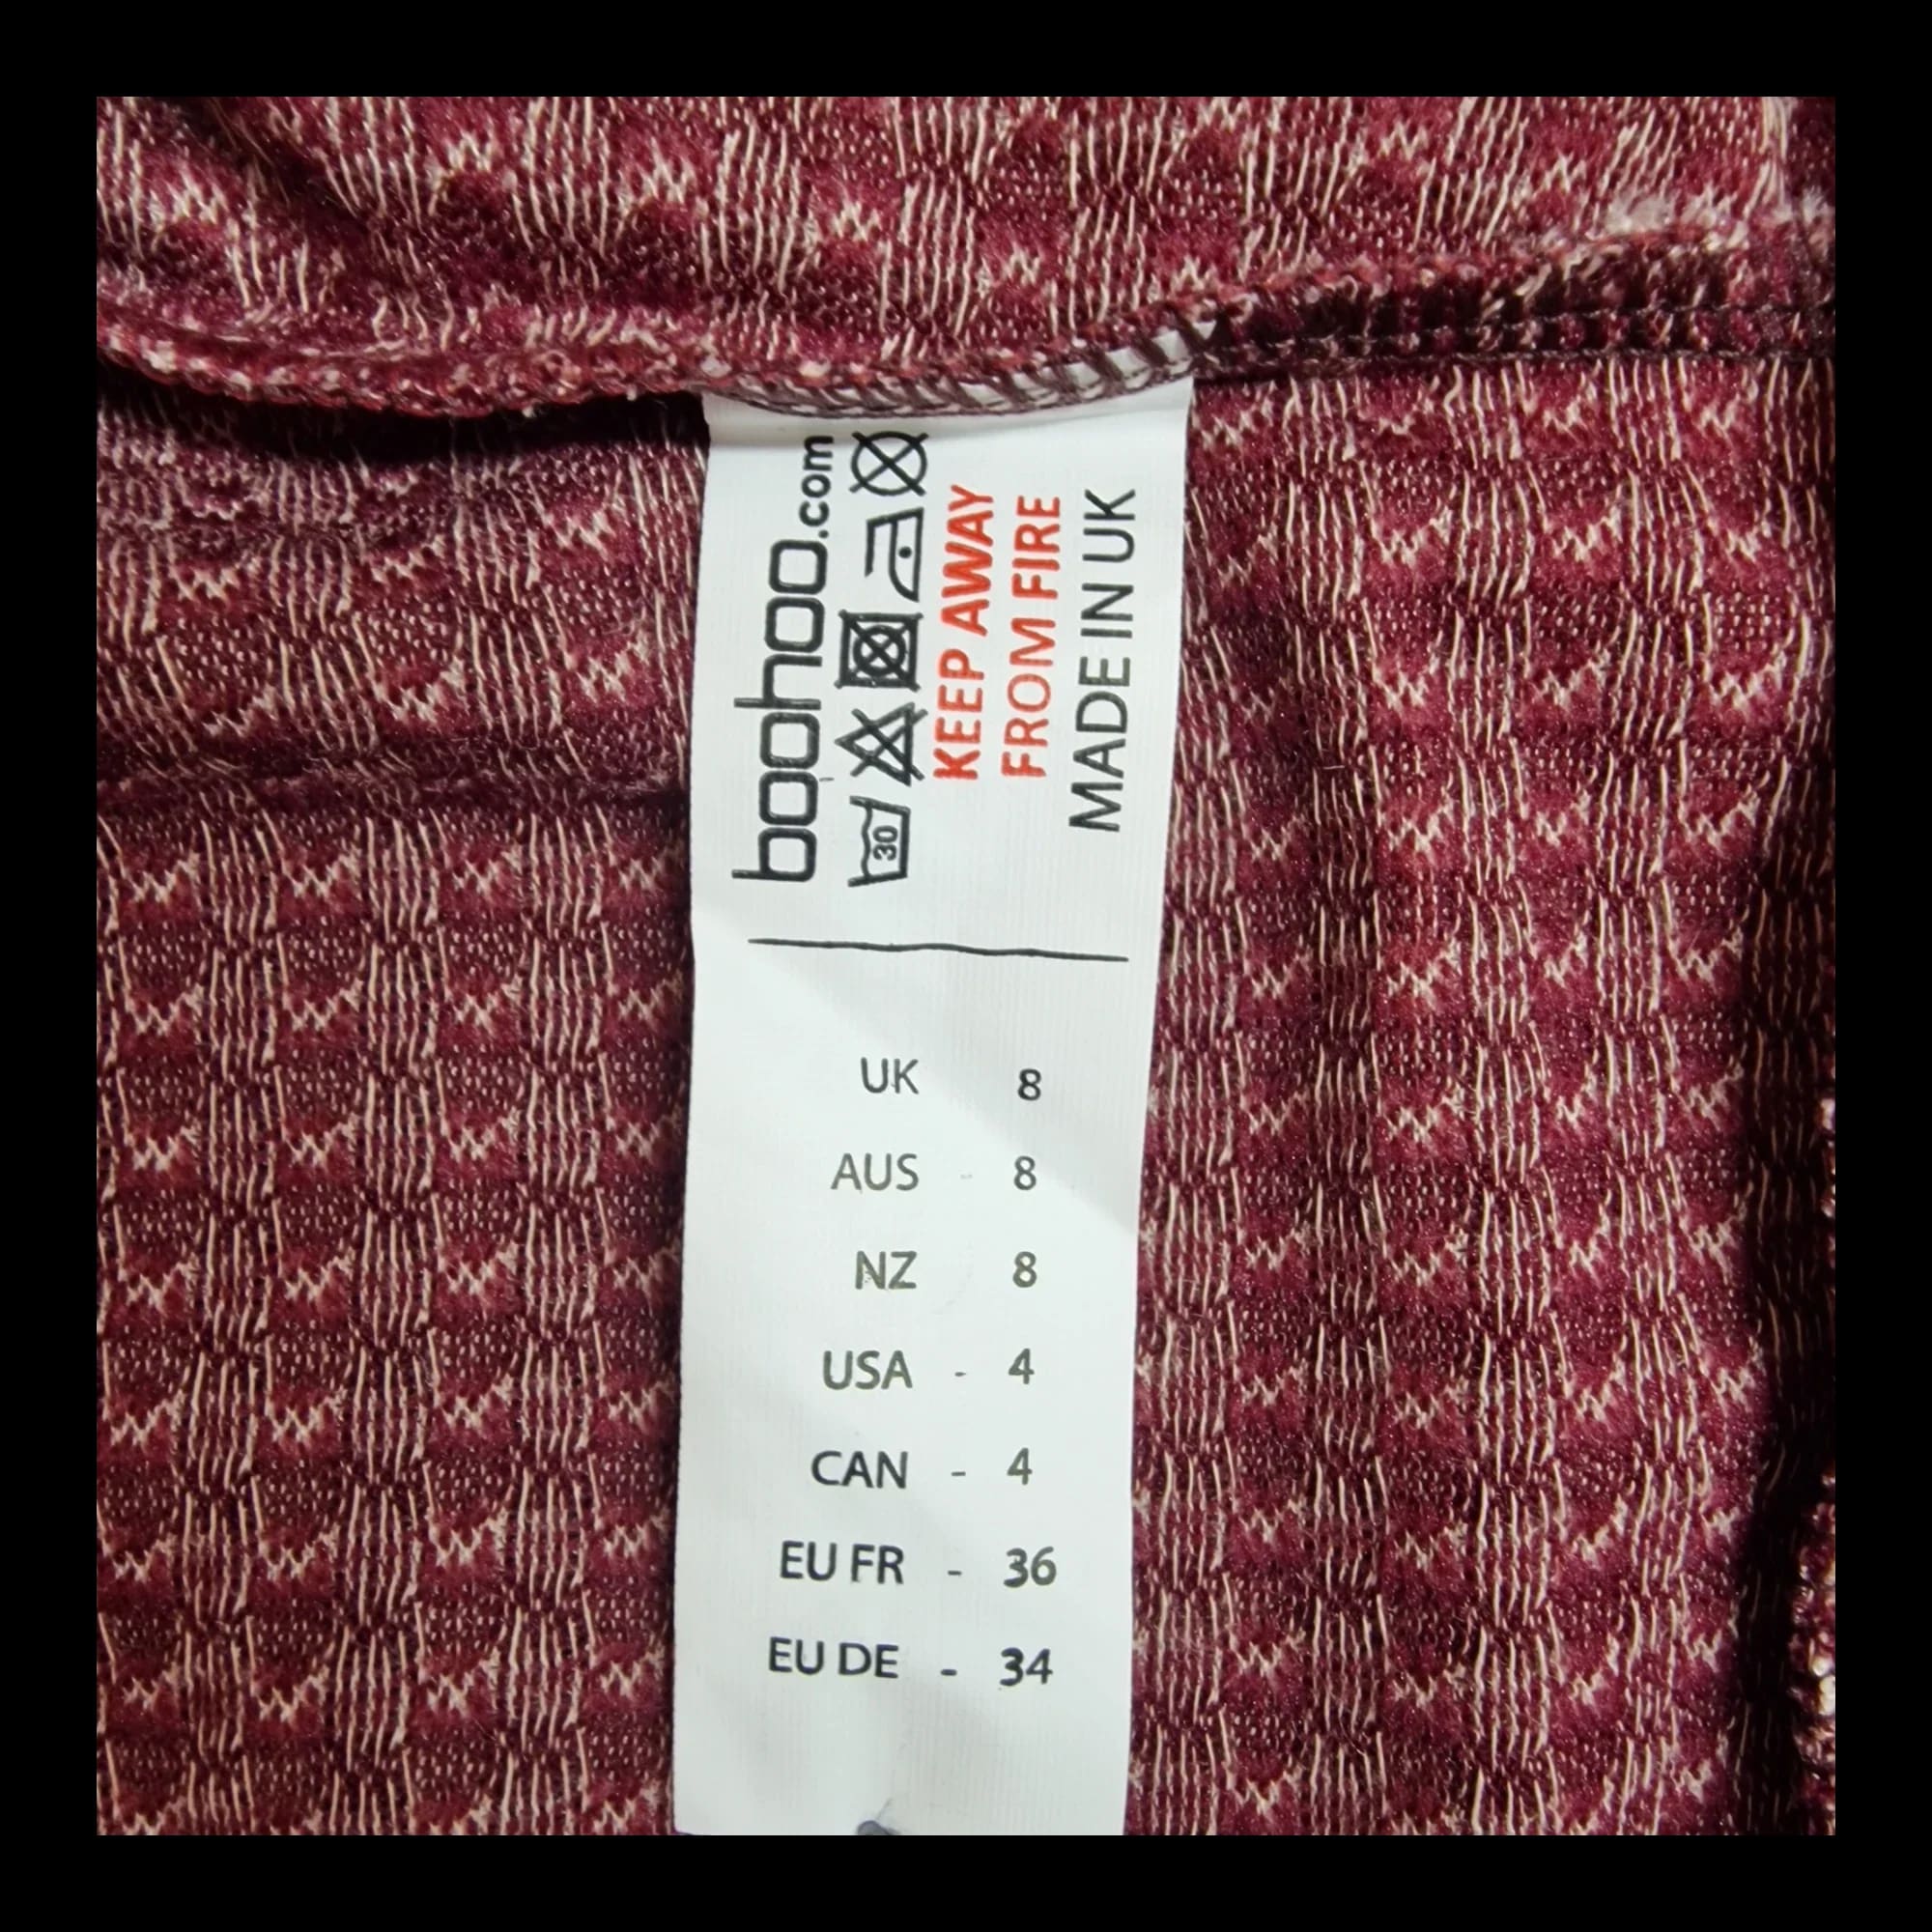 boohoo.com
30
KEEP AWAY
FROM FIRE
MADE IN UK
UK 8
AUS - 8
NZ 8
USA - 4
CAN - 4
EU FR - 36
EU DE - 34